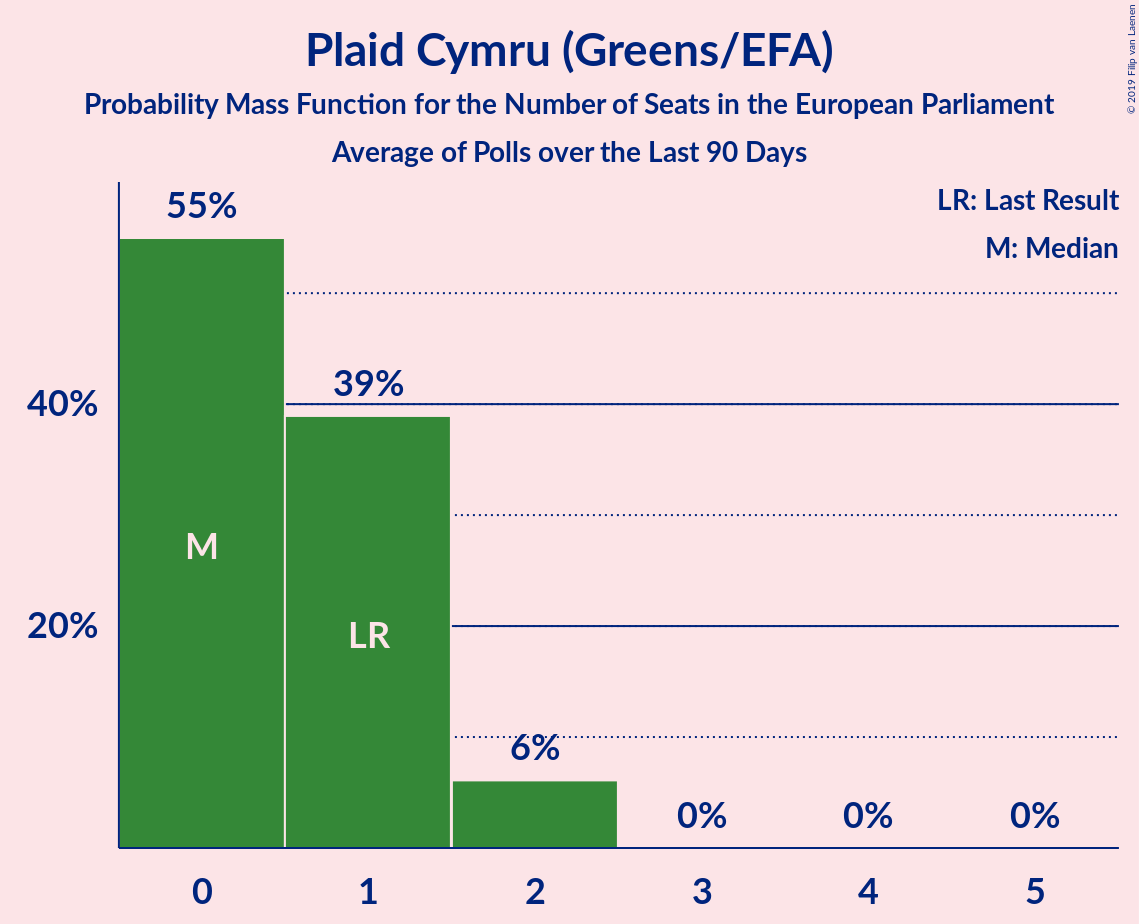 Plaid Cymru (Greens/EFA)
Probability Mass Function for the Number of Seats in the European Parliament
Average of Polls over the Last 90 Days
© 2019 Filip van Laenen
LR: Last Result
M: Median
55%
39%
40%
M
LR
20%
6%
0%
0%
0%
0
1
2
3
4
5